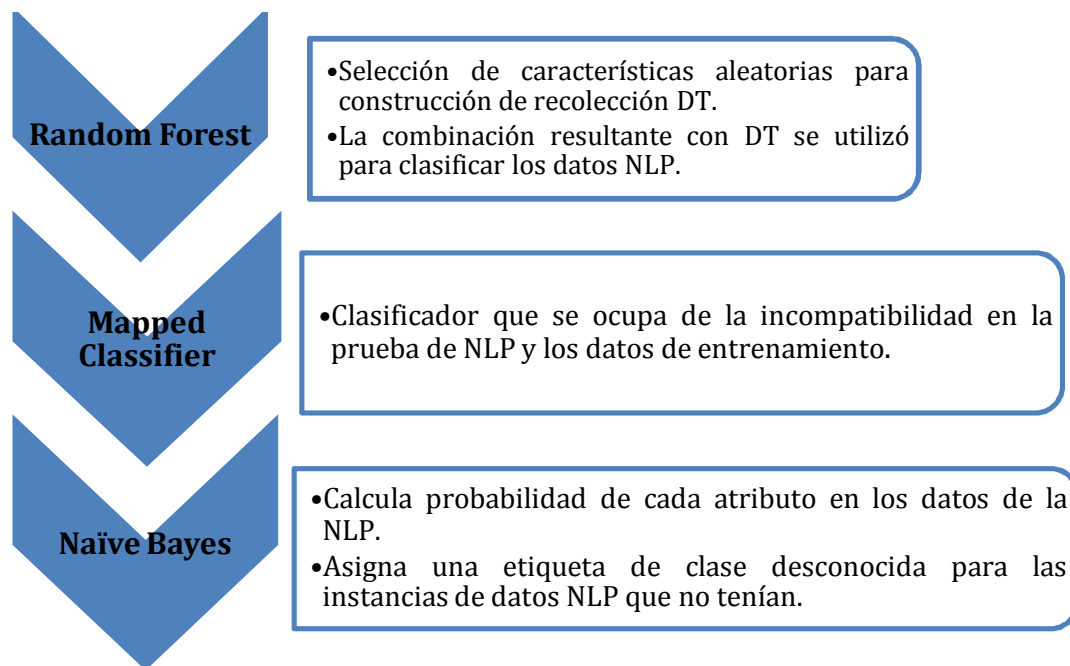 Random Forest
•Selección de características aleatorias para
construcción de recolección DT.
•La combinación resultante con DT se utilizó
para clasificar los datos NLP.
Mapped
Classifier
•Clasificador que se ocupa de la incompatibilidad en la
prueba de NLP y los datos de entrenamiento.
Naïve Bayes
•Calcula probabilidad de cada atributo en los datos de la
NLP.
•Asigna una etiqueta de clase desconocida para las
instancias de datos NLP que no tenían.